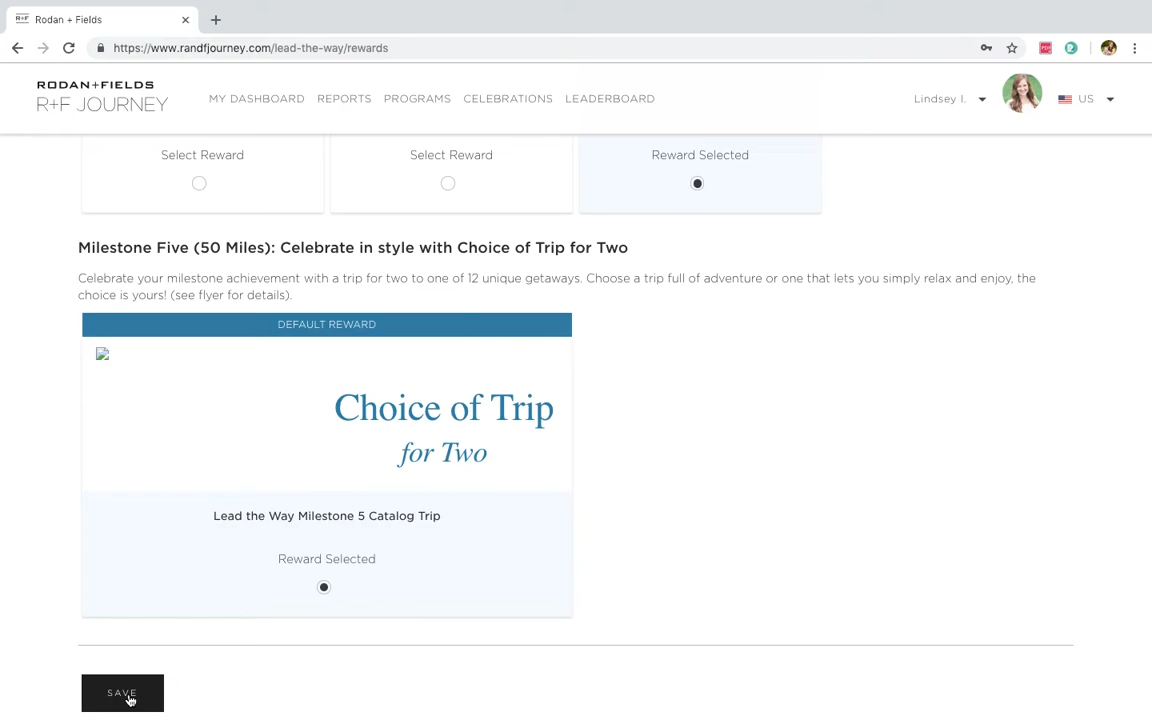 R+F Rodan + Fields
https://www.randfjourney.com/lead-the-way/rewards
PDF
RODAN+FIELDS
R+F JOURNEY
MY DASHBOARD REPORTS PROGRAMS CELEBRATIONS LEADERBOARD
Lindsey I.
US
Select Reward
Select Reward
Reward Selected
Milestone Five (50 Miles): Celebrate in style with Choice of Trip for Two
Celebrate your milestone achievement with a trip for two to one of 12 unique getaways. Choose a trip full of adventure or one that lets you simply relax and enjoy, the
choice is yours! (see flyer for details).
DEFAULT REWARD
Choice of Trip
for Two
Lead the Way Milestone 5 Catalog Trip
Reward Selected
SAVE